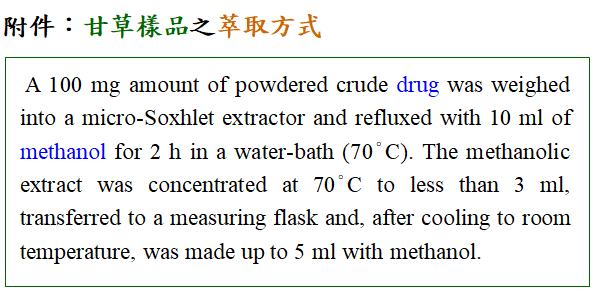 附件：甘草樣品之萃取方式
A 100 mg amount of powdered crude drug was weighed
into a micro-Soxhlet extractor and refluxed with 10 ml of
methanol for 2 h in a water-bath (70°C). The methanolic
extract was concentrated at 70°C to less than 3 ml,
transferred to a measuring flask and, after cooling to room
temperature, was made up to 5 ml with methanol.